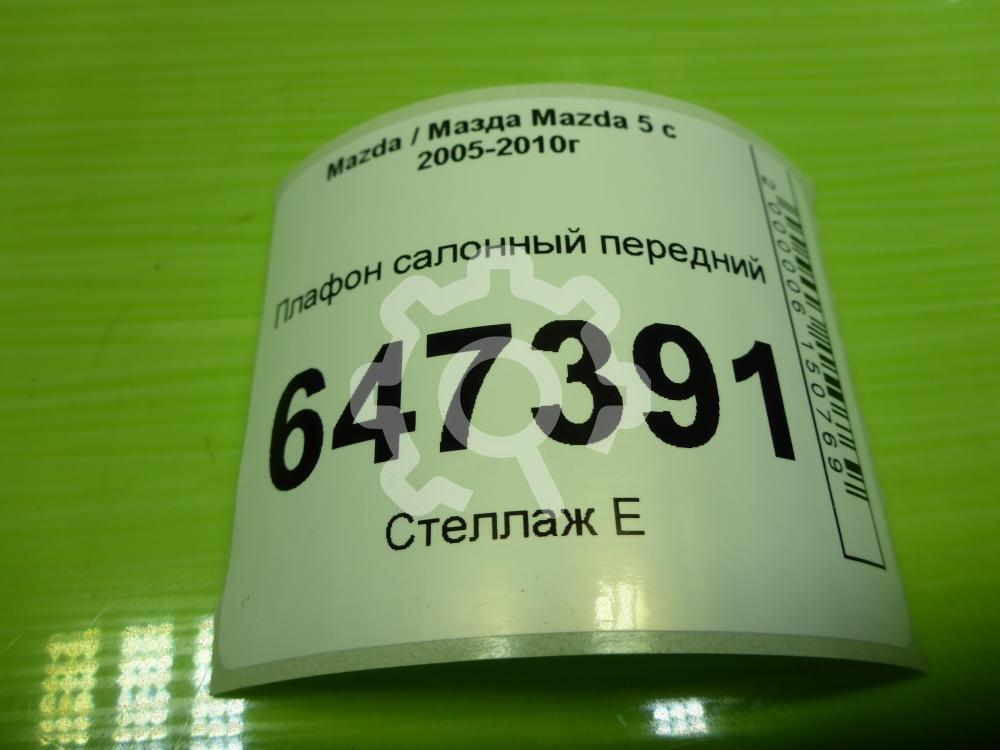 Mazda / Мазда Mazda 5 с
2005-2010г
Плафон салонный передний
647391
Стеллаж Е
2000006150769